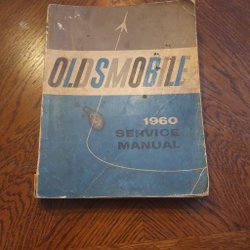 OLDSMOBILE
1960
SERVICE
MANUAL